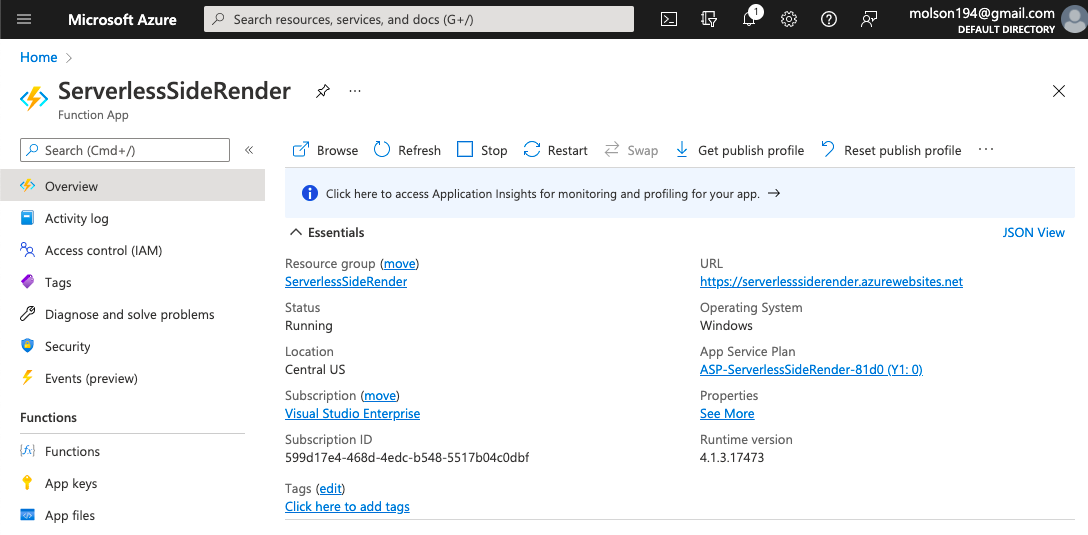 Microsoft Azure
Search resources, services, and docs (G+/)
1
molson194@gmail.com
DEFAULT DIRECTORY
Home >
ServerlessSideRender
...
Function App
Search (Cmd+/)
«
Browse
Refresh
Stop
Restart
Swap
Get publish profile
Reset publish profile
...
Overview
Activity log
Access control (IAM)
Tags
Diagnose and solve problems
Security
Events (preview)
Functions
Functions
App keys
App files
Click here to access Application Insights for monitoring and profiling for your app. →
Essentials
JSON View
Resource group (move)
ServerlessSideRender
Status
Running
Location
Central US
Subscription (move)
Visual Studio Enterprise
Subscription ID
599d17e4-468d-4edc-b548-5517b04c0dbf
Tags (edit)
Click here to add tags
URL
https://serverlesssiderender.azurewebsites.net
Operating System
Windows
App Service Plan
ASP-ServerlessSideRender-81d0 (Y1: 0)
Properties
See More
Runtime version
4.1.3.17473